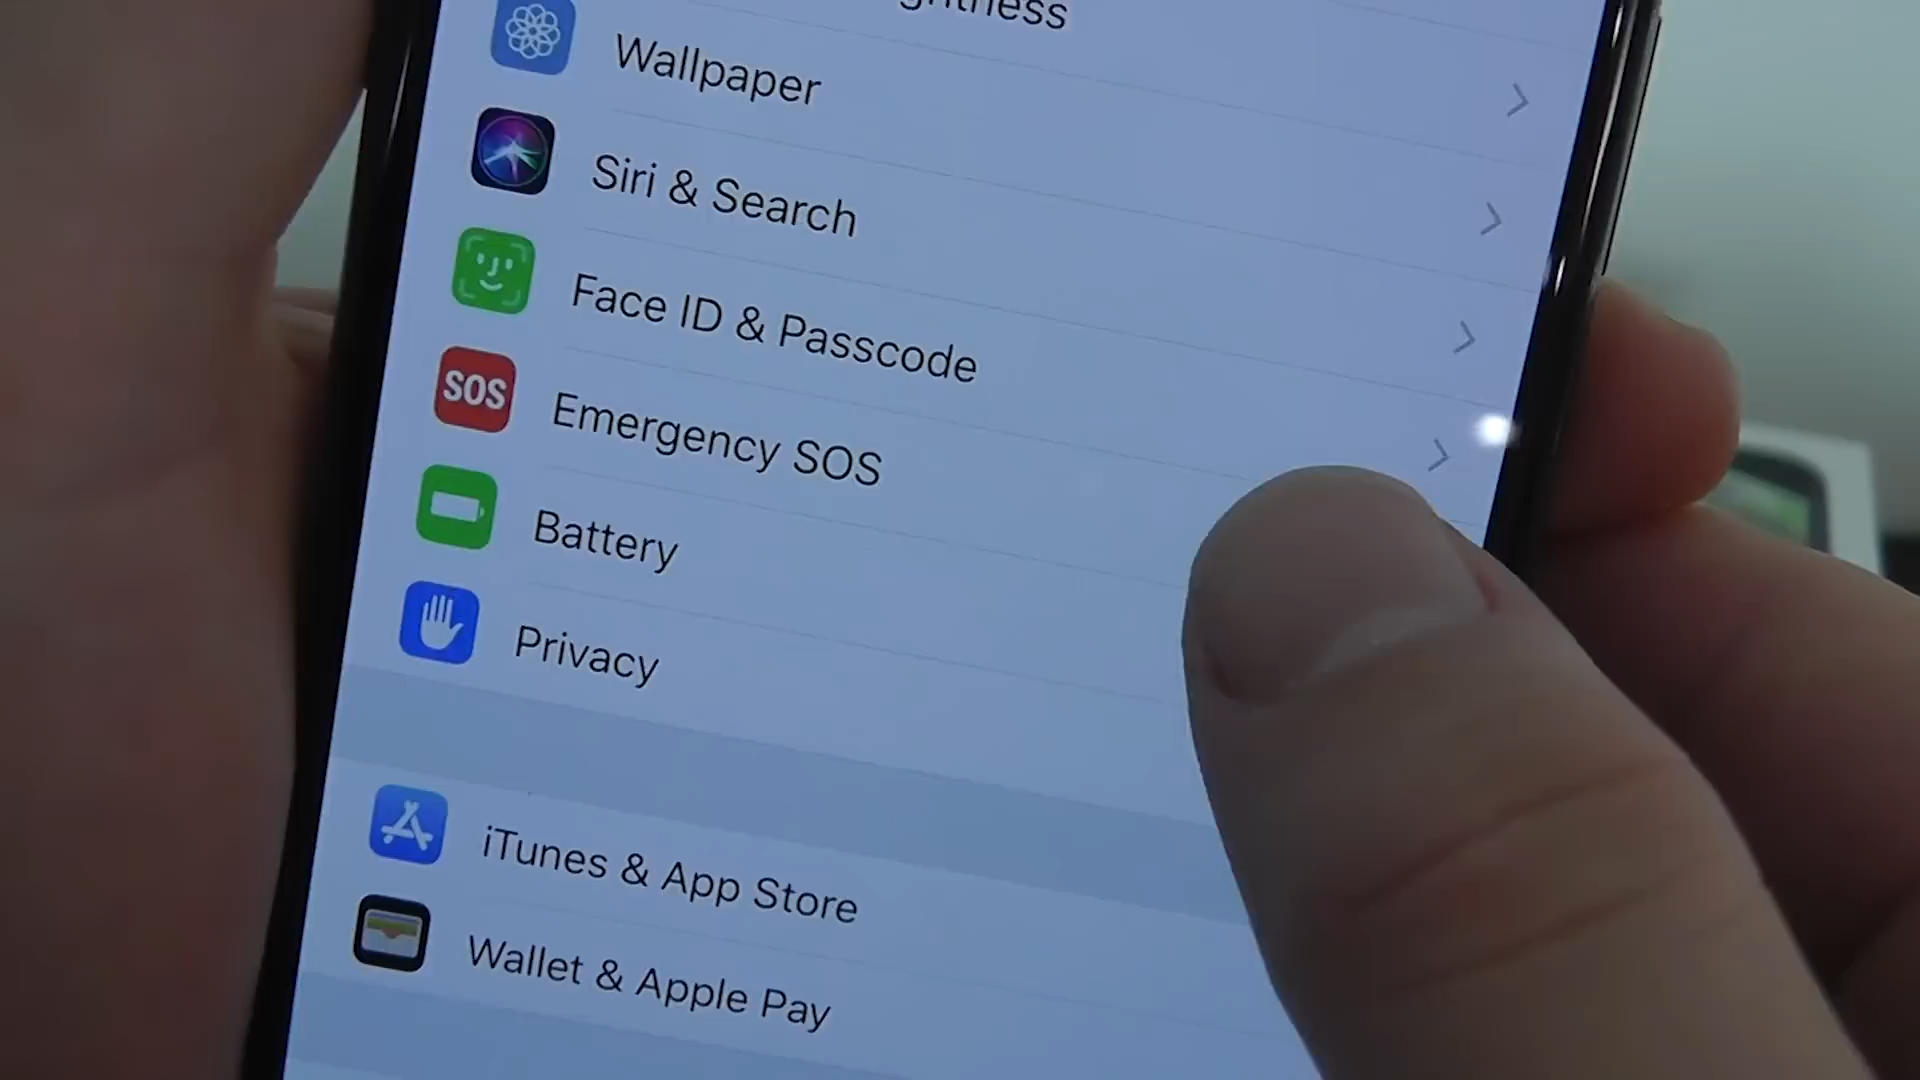 Wallpaper
Siri & Search
Face ID & Passcode
SOS
Emergency SOS
Battery
Privacy
iTunes & App Store
Wallet & Apple Pay